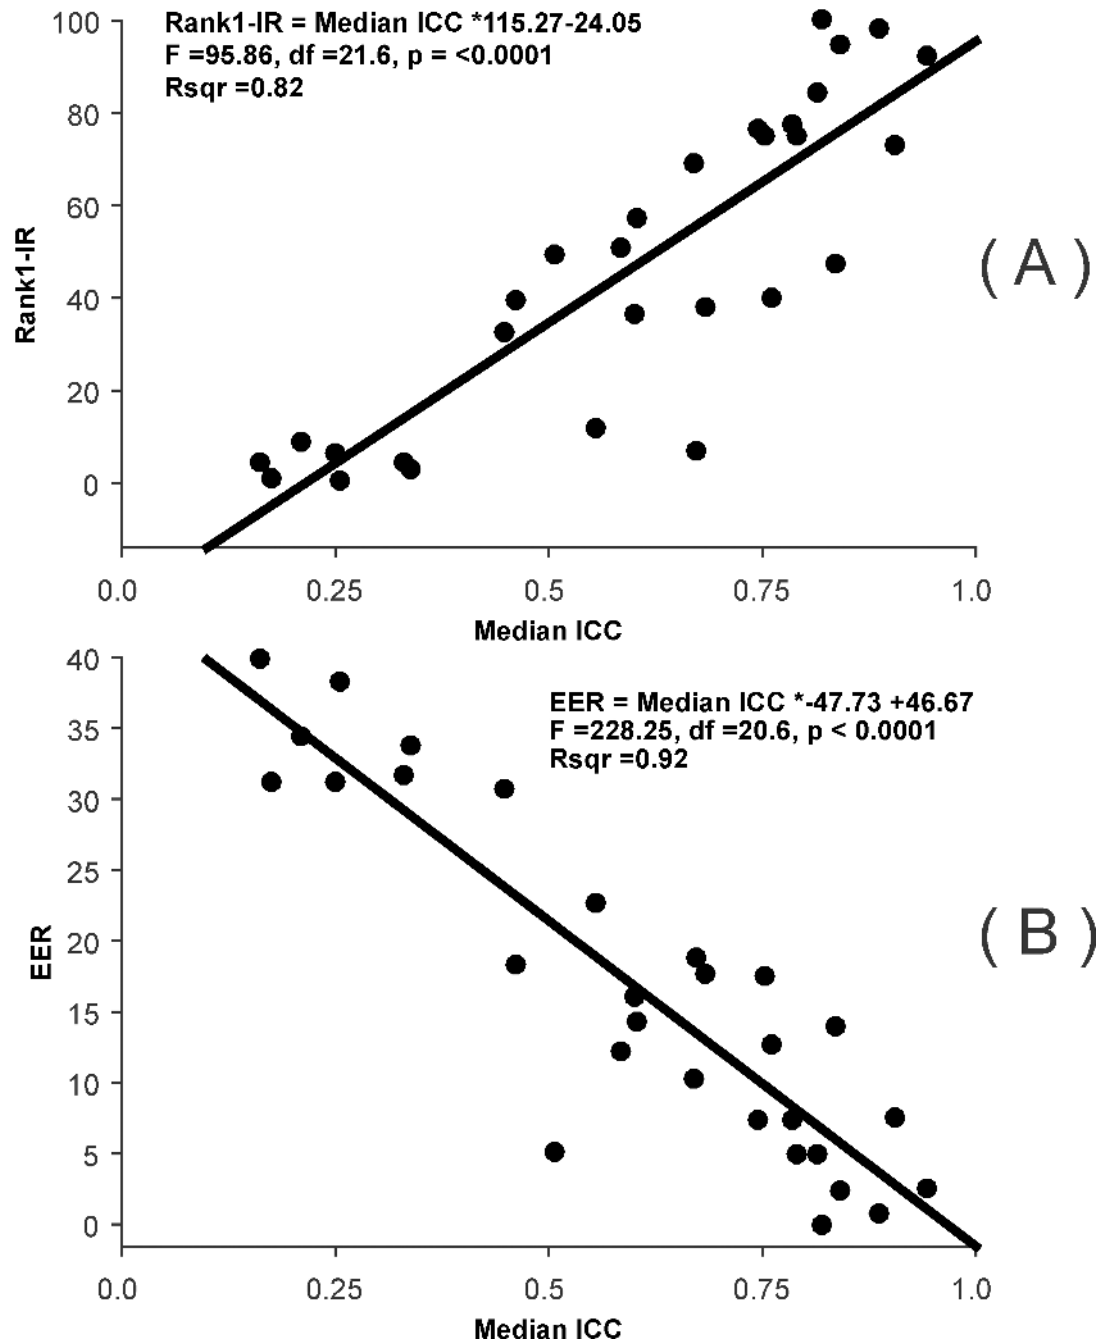 Rank1-IR = Median ICC *115.27-24.05
F =95.86, df =21.6, p = <0.0001
Rsqr =0.82
100
80
60
40
20
0
Rank1-IR
( A )
0.0 0.25 0.5 0.75 1.0
Median ICC
EER = Median ICC *-47.73 +46.67
F =228.25, df =20.6, p < 0.0001
Rsqr =0.92
40
35
30
25
20
15
10
5
0
EER
( B )
0.0 0.25 0.5 0.75 1.0
Median ICC